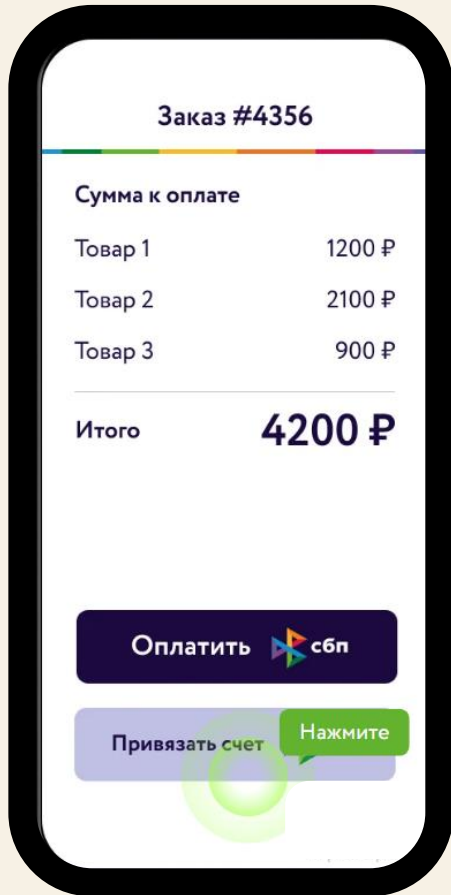 Заказ #4356
Сумма к оплате
Товар 1 1200 ₽
Товар 2 2100 ₽
Товар 3 900 ₽
Итого 4200 ₽
Оплатить сбп
Привязать счет Нажмите